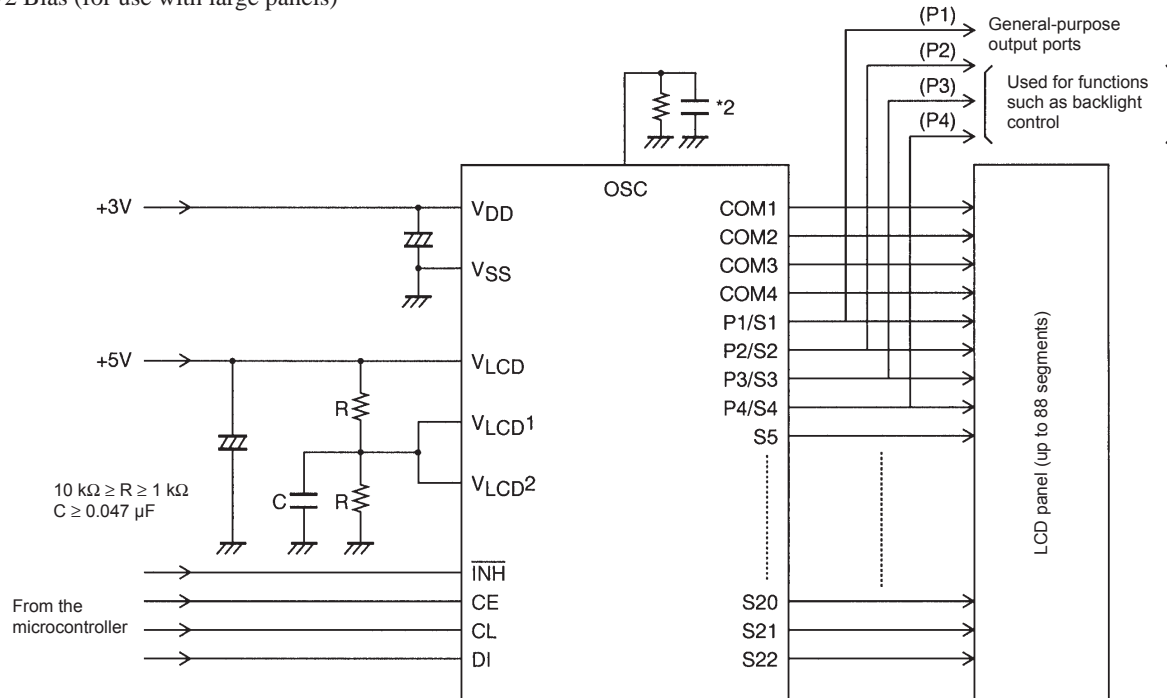 /2 Bias (for use with large panels)
(P1)
General-purpose
output ports
(P2)
(P3)
Used for functions
such as backlight
control
(P4)
*2
OSC
+3V
VDD
VSS
+5V
VLCD
R
VLCD1
VLCD2
C
R
10 kΩ ≥ R ≥ 1 kΩ
C ≥ 0.047 µF
INH
From the
microcontroller
CE
CL
DI
COM1
COM2
COM3
COM4
P1/S1
P2/S2
P3/S3
P4/S4
S5
S20
S21
S22
LCD panel (up to 88 segments)